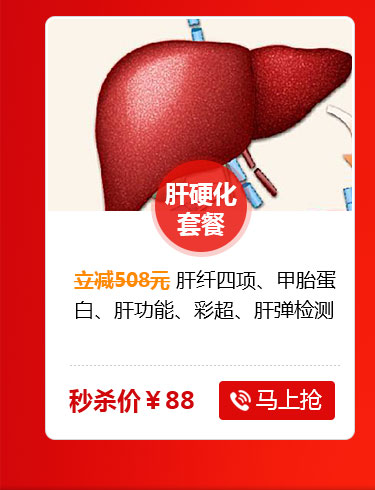 肝硬化
套餐
立减508元 肝纤四项、甲胎蛋
白、肝功能、彩超、肝弹检测
秒杀价￥88
马上抢